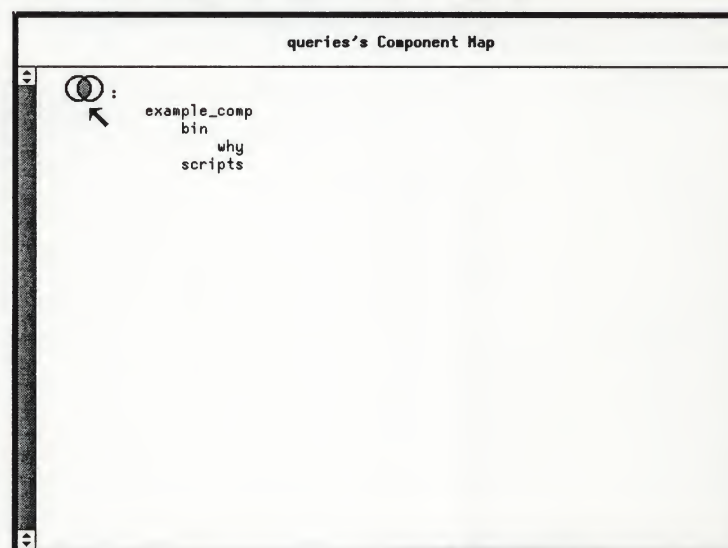 queries's Component Map
:
example_comp
bin
why
scripts